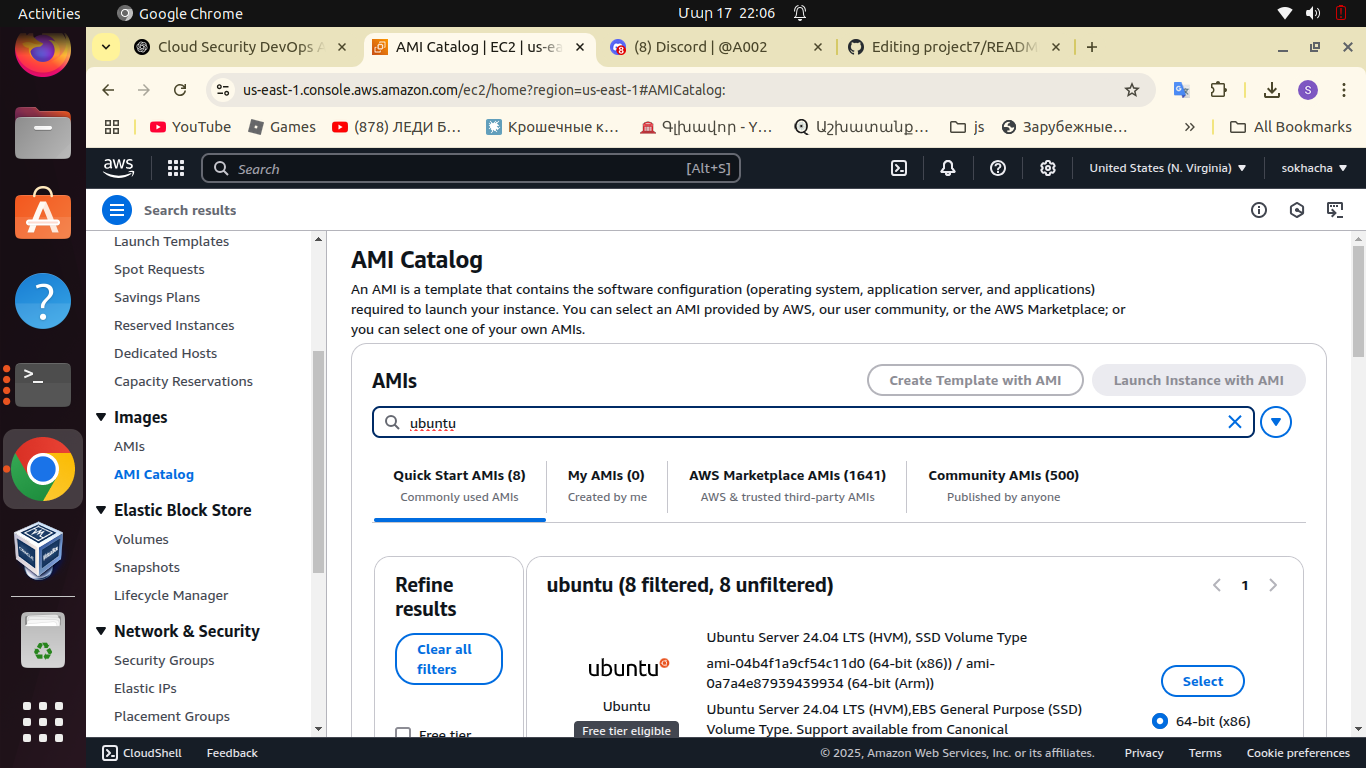 Activities
Google Chrome
Մար 17 22:06
Cloud Security DevOps A
AMI Catalog | EC2 | us-ea
(8) Discord | @A002
Editing project7/READM
us-east-1.console.aws.amazon.com/ec2/home?region=us-east-1#AMICatalog:
S
YouTube
Games
(878) ЛЕДИ Б...
Крошечные к...
Գլխավոր - Y...
Աշխատանք...
js
Зарубежные...
All Bookmarks
aws
Search
[Alt+S]
United States (N. Virginia)
sokhacha
Search results
Launch Templates
Spot Requests
Savings Plans
Reserved Instances
Dedicated Hosts
Capacity Reservations
Images
AMIs
AMI Catalog
Elastic Block Store
Volumes
Snapshots
Lifecycle Manager
Network & Security
Security Groups
Elastic IPs
Placement Groups
AMI Catalog
An AMI is a template that contains the software configuration (operating system, application server, and applications)
required to launch your instance. You can select an AMI provided by AWS, our user community, or the AWS Marketplace; or
you can select one of your own AMIs.
AMIs
Create Template with AMI
Launch Instance with AMI
ubuntu
Quick Start AMIs (8)
Commonly used AMIs
My AMIs (0)
Created by me
AWS Marketplace AMIs (1641)
AWS & trusted third-party AMIs
Community AMIs (500)
Published by anyone
Refine
results
Clear all
filters
Free tier
ubuntu (8 filtered, 8 unfiltered)
1
ubuntu
Ubuntu
Free tier eligible
Ubuntu Server 24.04 LTS (HVM), SSD Volume Type
ami-04b4f1a9cf54c11d0 (64-bit (x86)) / ami-
0a7a4e87939439934 (64-bit (Arm))
Ubuntu Server 24.04 LTS (HVM),EBS General Purpose (SSD)
Volume Type. Support available from Canonical
Select
64-bit (x86)
CloudShell
Feedback
© 2025, Amazon Web Services, Inc. or its affiliates.
Privacy
Terms
Cookie preferences